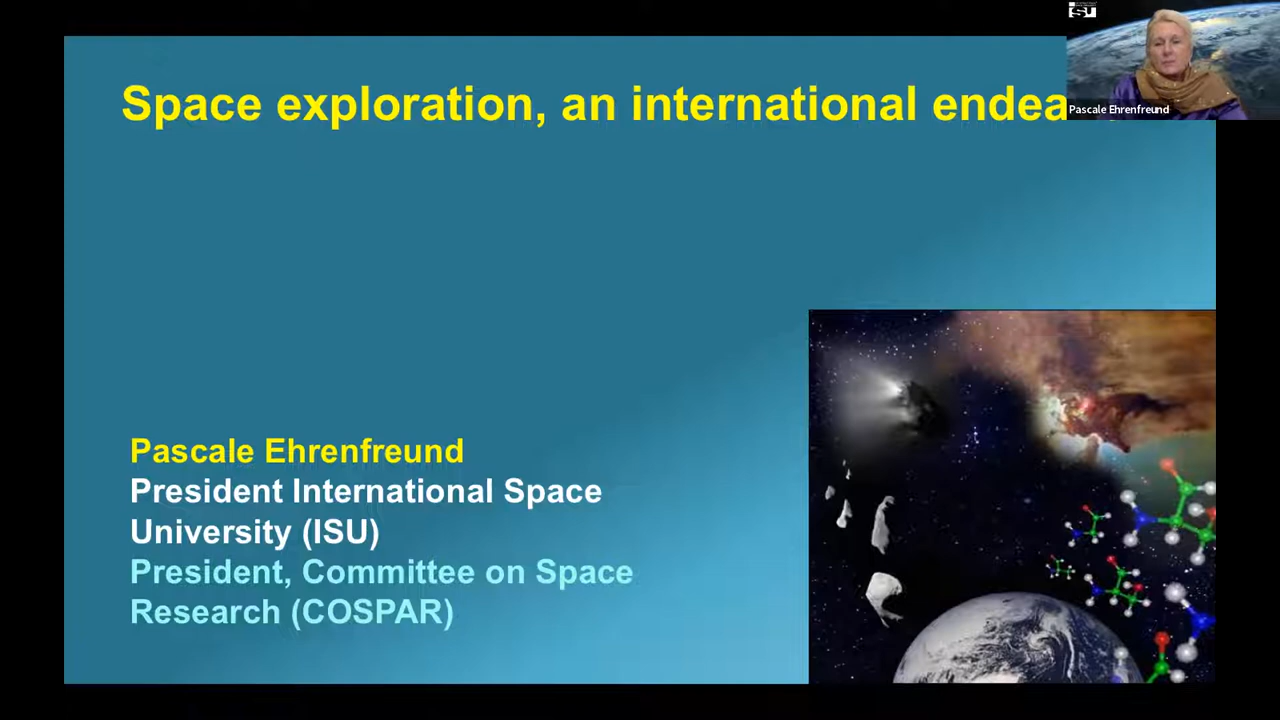 isu
Space exploration, an international endea
Pascale Ehrenfreund
Pascale Ehrenfreund
President International Space
University (ISU)
President, Committee on Space
Research (COSPAR)